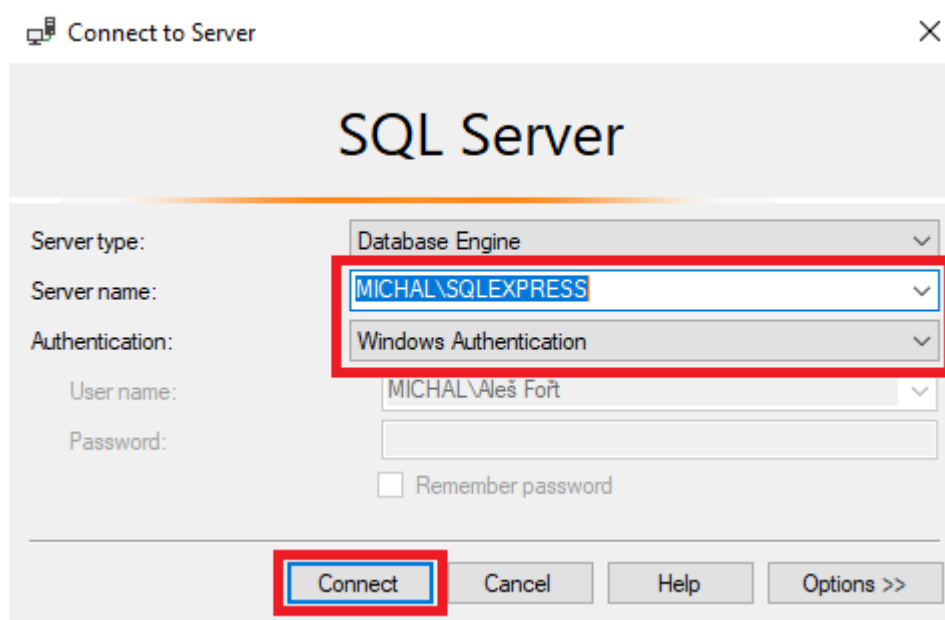 Connect to Server
SQL Server
Server type: Database Engine
Server name: MICHAL\SQLEXPRESS
Authentication: Windows Authentication
User name: MICHAL\Aleš Fořt
Password:
Remember password
Connect Cancel Help Options >>